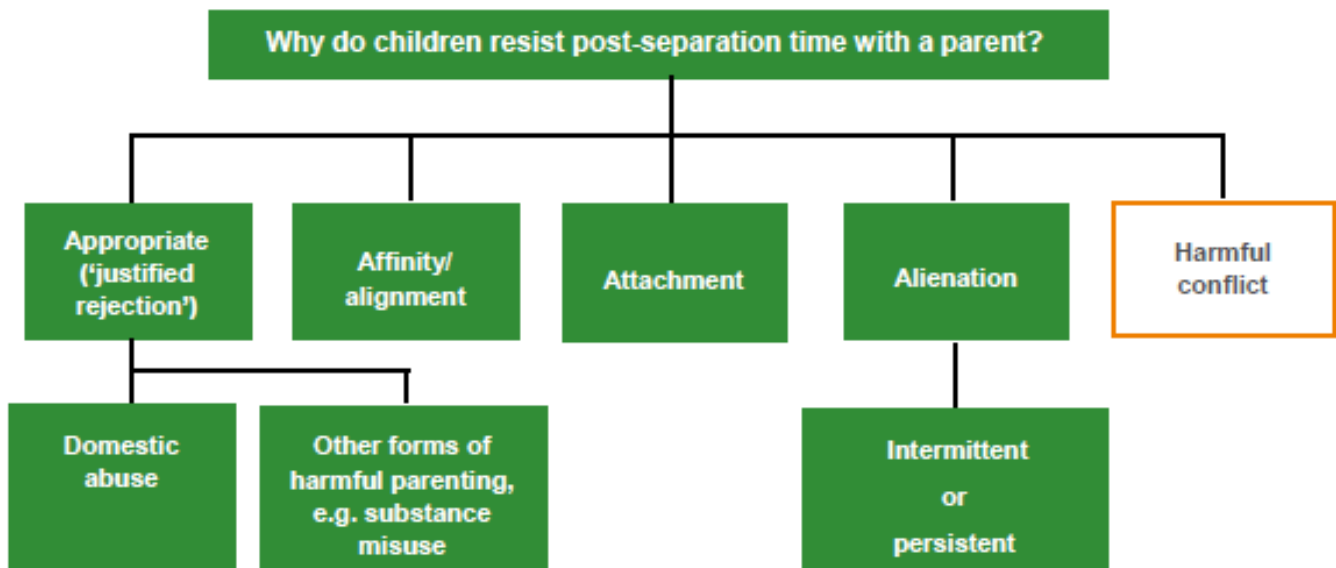 Why do children resist post-separation time with a parent?
Appropriate
(‘justified
rejection’)
Affinity/
alignment
Attachment
Alienation
Harmful
conflict
Domestic
abuse
Other forms of
harmful parenting,
e.g. substance
misuse
Intermittent
or
persistent